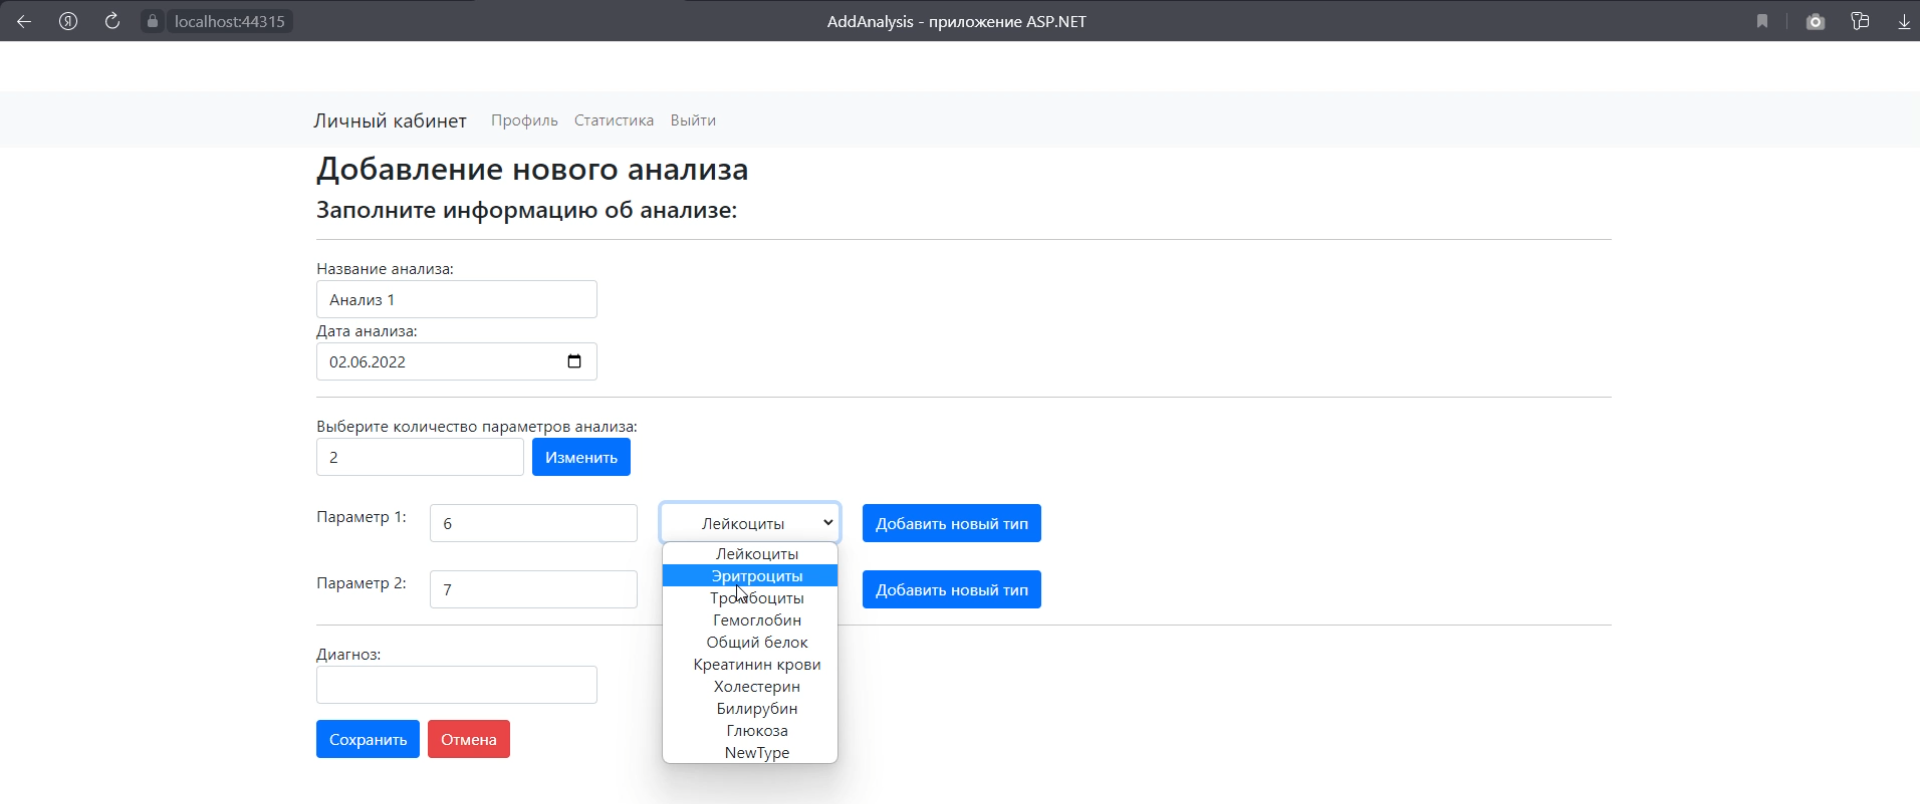 localhost:44315
AddAnalysis - приложение ASP.NET
Личный кабинет Профиль Статистика Выйти
Добавление нового анализа
Заполните информацию об анализе:
Название анализа:
Анализ 1
Дата анализа:
02.06.2022
Выберите количество параметров анализа:
2 Изменить
Параметр 1: 6 Лейкоциты Добавить новый тип
Лейкоциты
Эритроциты
Параметр 2: 7 Добавить новый тип
Тромбоциты
Гемоглобин
Общий белок
Креатинин крови
Холестерин
Билирубин
Глюкоза
NewType
Диагноз:
Сохранить Отмена